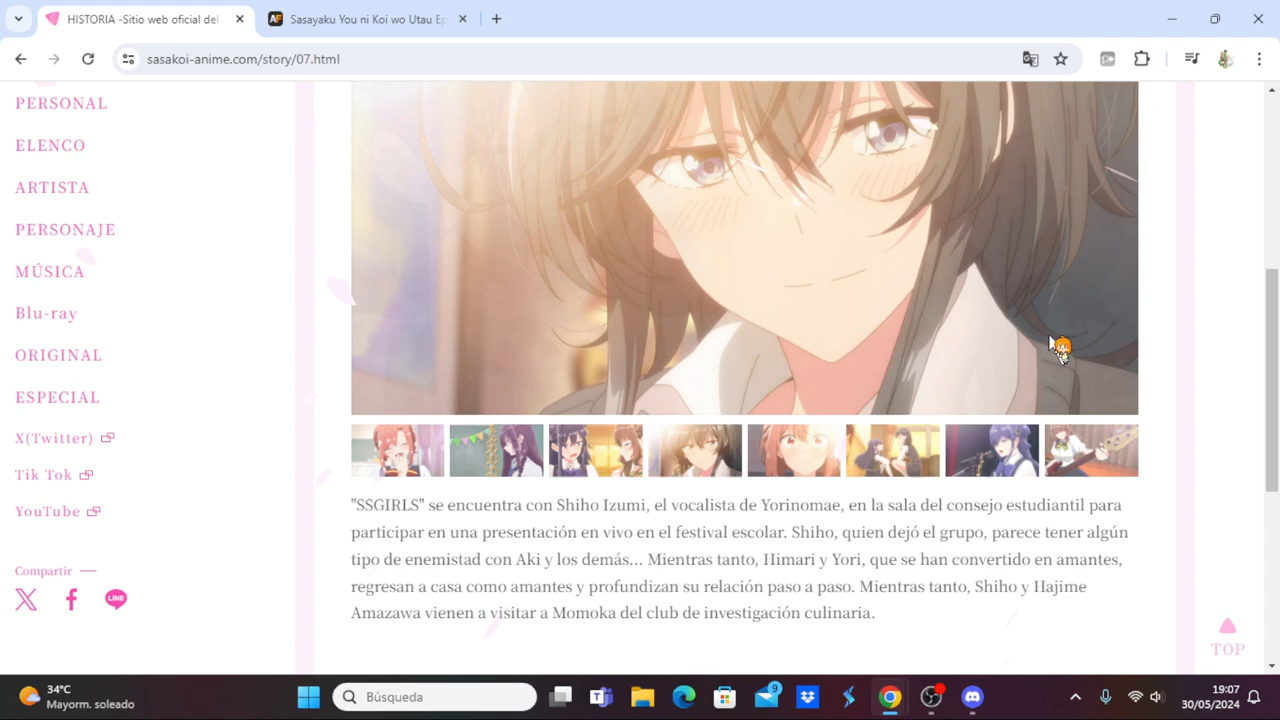 HISTORIA -Sitio web oficial del
Sasayaku You ni Koi wo Utau Ep
sasakoi-anime.com/story/07.html
PERSONAL
ELENCO
ARTISTA
PERSONAJE
MÚSICA
Blu-ray
ORIGINAL
ESPECIAL
X(Twitter)
Tik Tok
YouTube
Compartir
LINE
"SSGIRLS" se encuentra con Shiho Izumi, el vocalista de Yorinomae, en la sala del consejo estudiantil para
participar en una presentación en vivo en el festival escolar. Shiho, quien dejó el grupo, parece tener algún
tipo de enemistad con Aki y los demás... Mientras tanto, Himari y Yori, que se han convertido en amantes,
regresan a casa como amantes y profundizan su relación paso a paso. Mientras tanto, Shiho y Hajime
Amazawa vienen a visitar a Momoka del club de investigación culinaria.
TOP
34°C
Mayorm. soleado
Búsqueda
9
19:07
30/05/2024